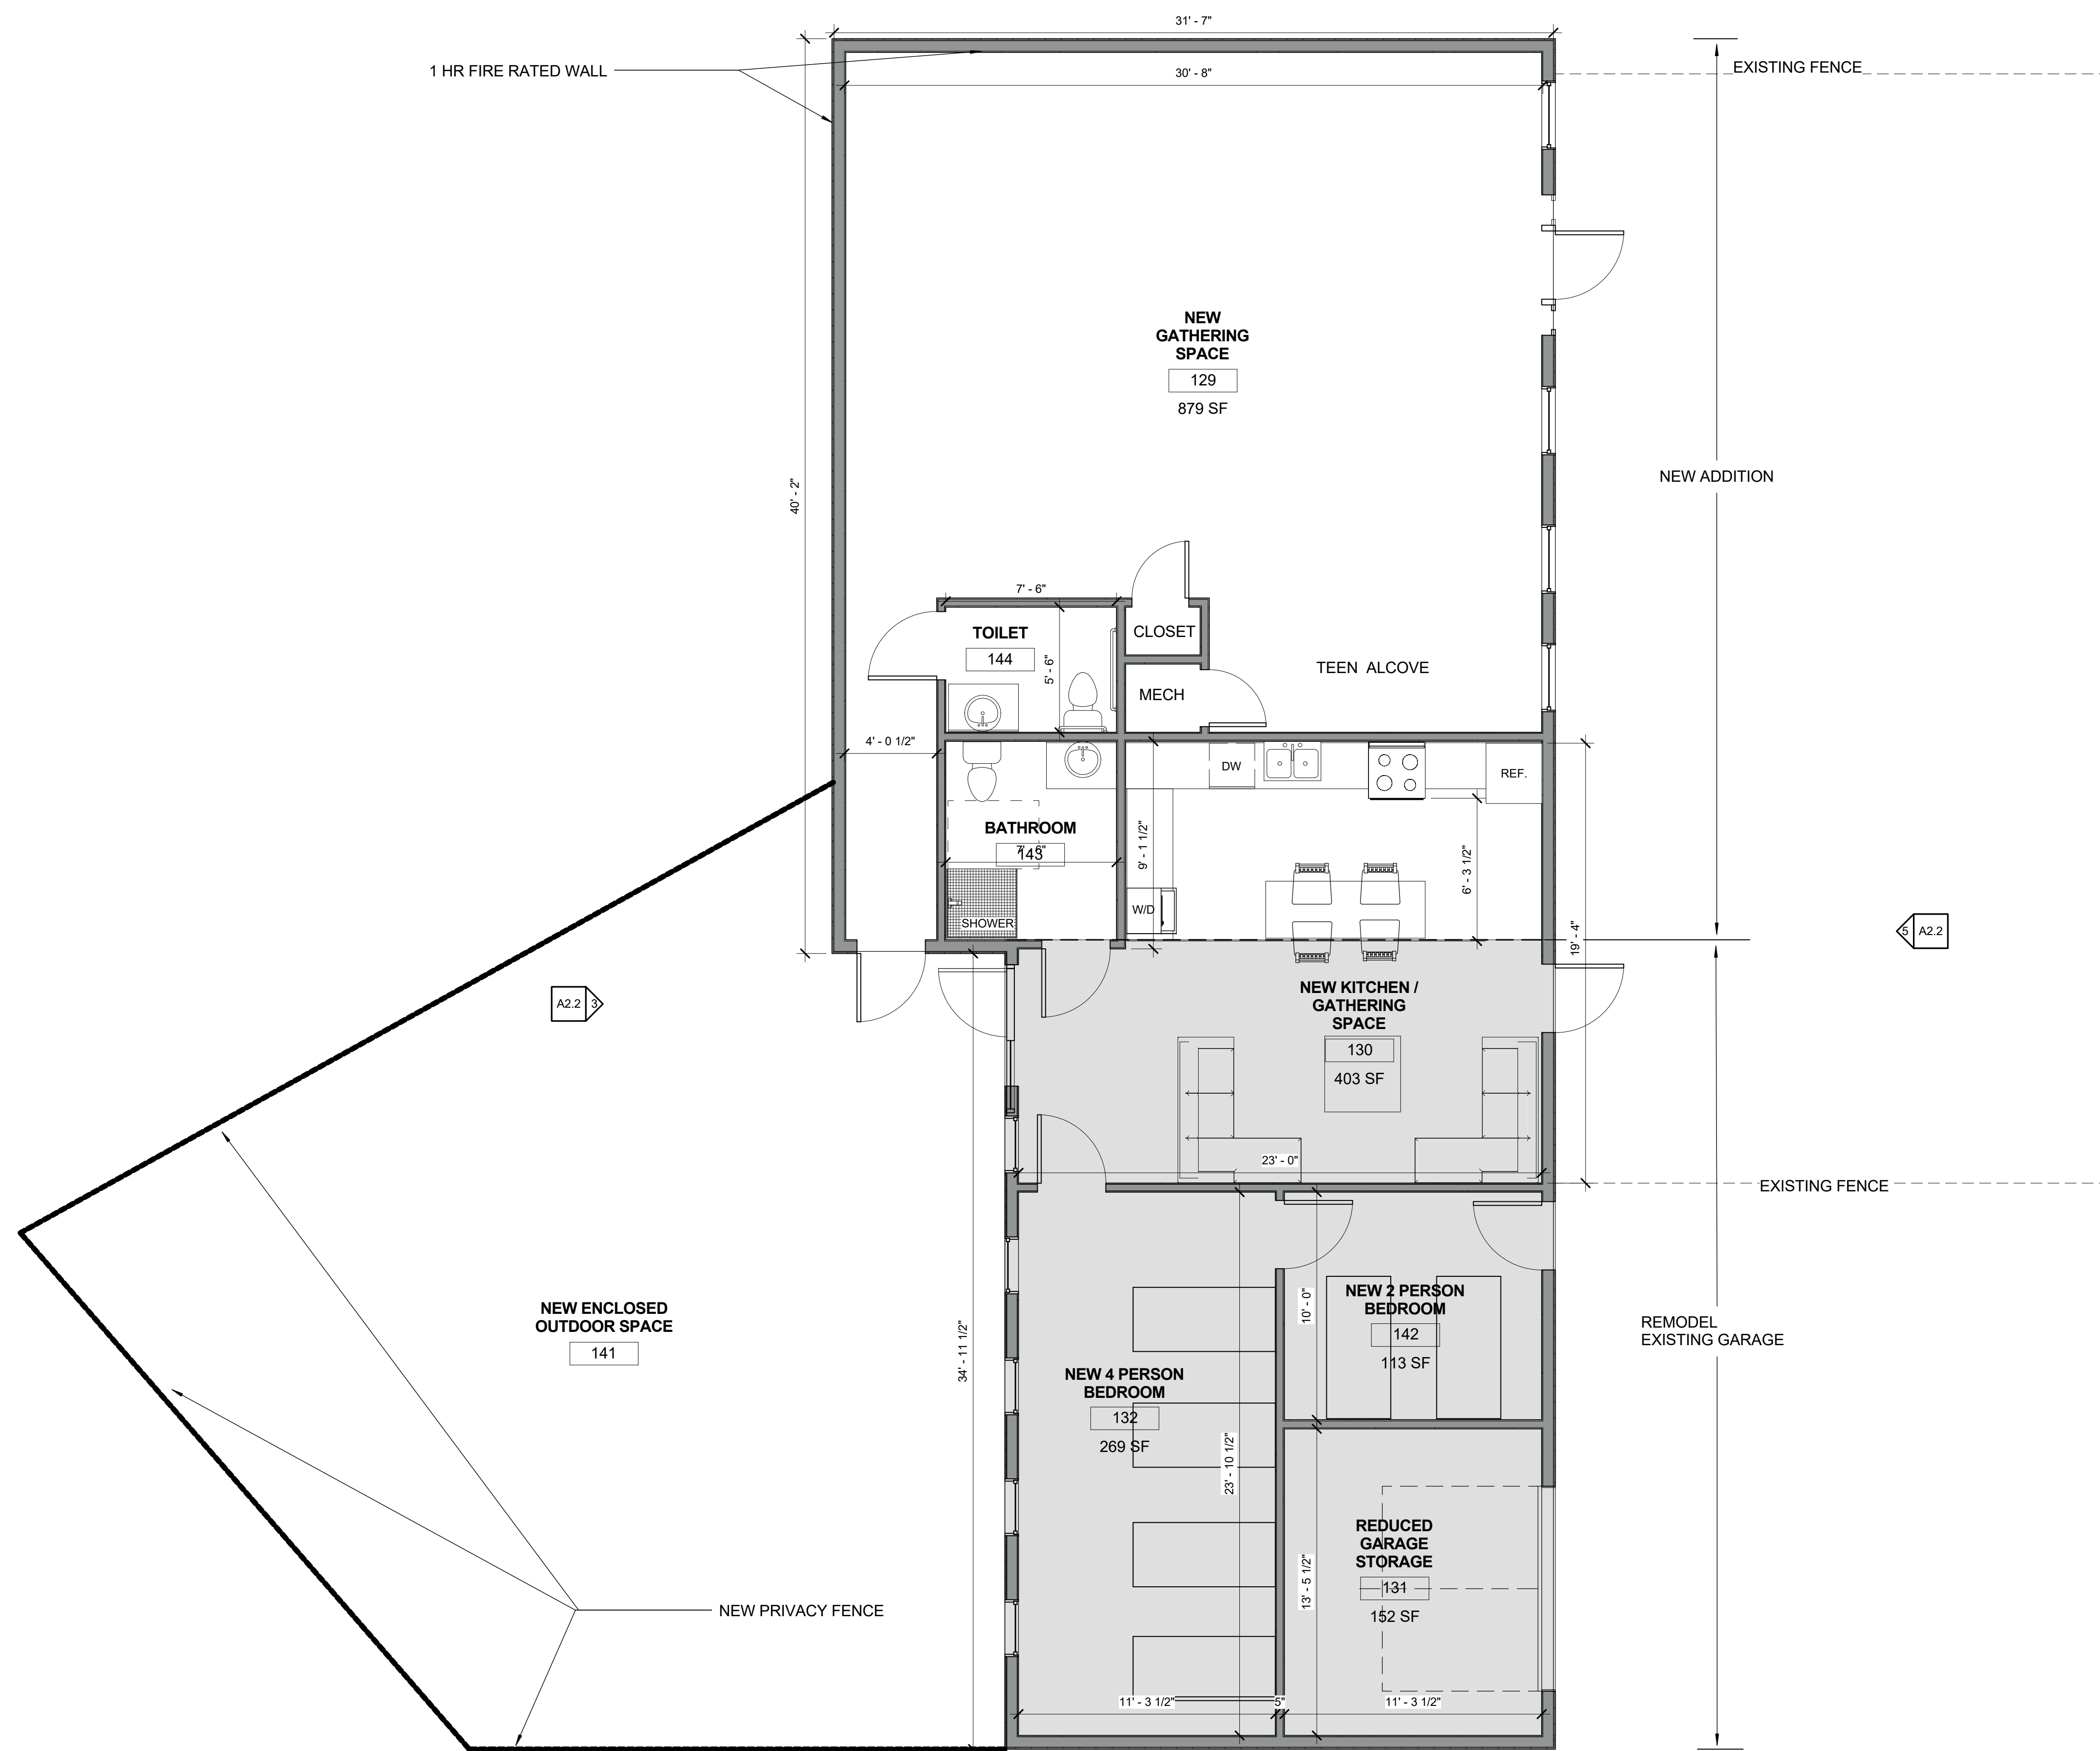 31' - 7"
1 HR FIRE RATED WALL
30' - 8"
EXISTING FENCE
NEW
GATHERING
SPACE
129
879 SF
40' - 2"
NEW ADDITION
7' - 6"
TOILET
144
5' - 6"
CLOSET
MECH
TEEN ALCOVE
4' - 0 1/2"
DW
REF.
BATHROOM
143
7' - 6"
9' - 1 1/2"
6' - 3 1/2"
W/D
SHOWER
19' - 4"
5
A2.2
A2.2
3
NEW KITCHEN /
GATHERING
SPACE
130
403 SF
23' - 0"
EXISTING FENCE
NEW ENCLOSED
OUTDOOR SPACE
141
34' - 11 1/2"
10' - 0"
NEW 2 PERSON
BEDROOM
142
113 SF
REMODEL
EXISTING GARAGE
NEW 4 PERSON
BEDROOM
132
269 SF
23' - 10 1/2"
REDUCED
GARAGE
STORAGE
131
152 SF
13' - 5 1/2"
NEW PRIVACY FENCE
11' - 3 1/2"
5"
11' - 3 1/2"